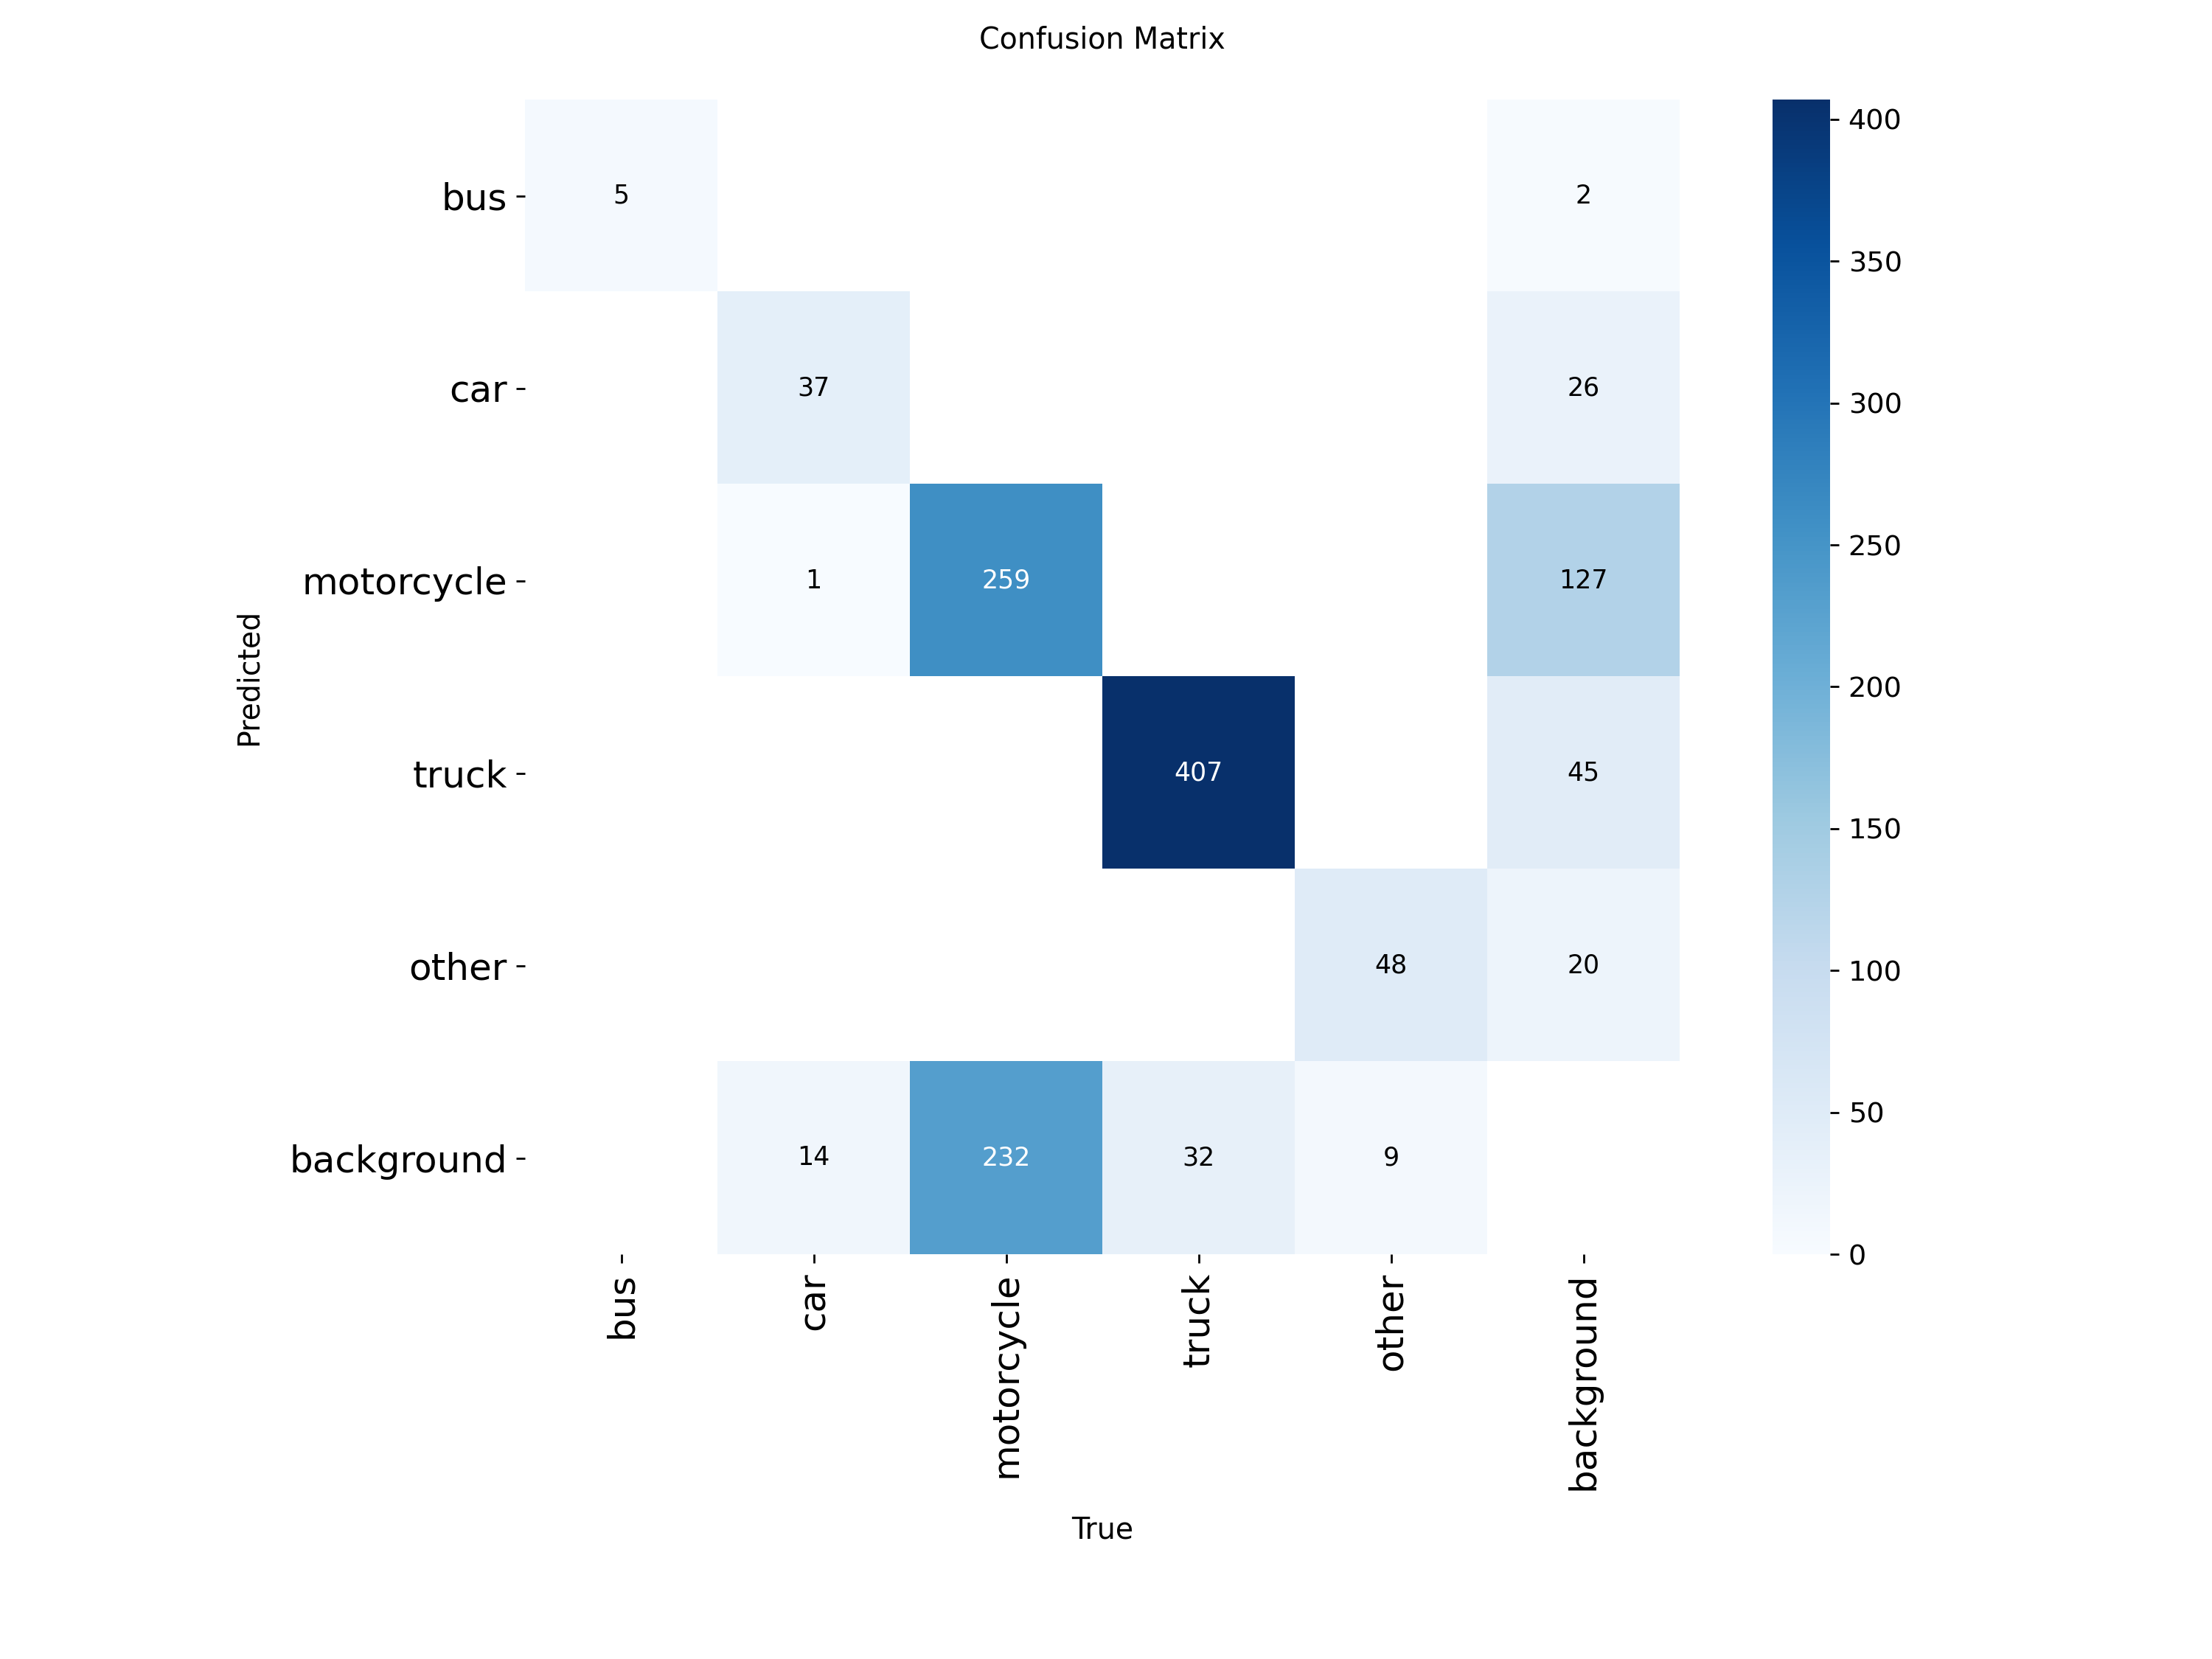 Confusion Matrix
bus
5
2
400
350
car
37
26
300
250
motorcycle
1
259
127
Predicted
200
truck
407
45
150
other
48
20
100
50
background
14
232
32
9
0
bus
car
motorcycle
truck
other
background
True